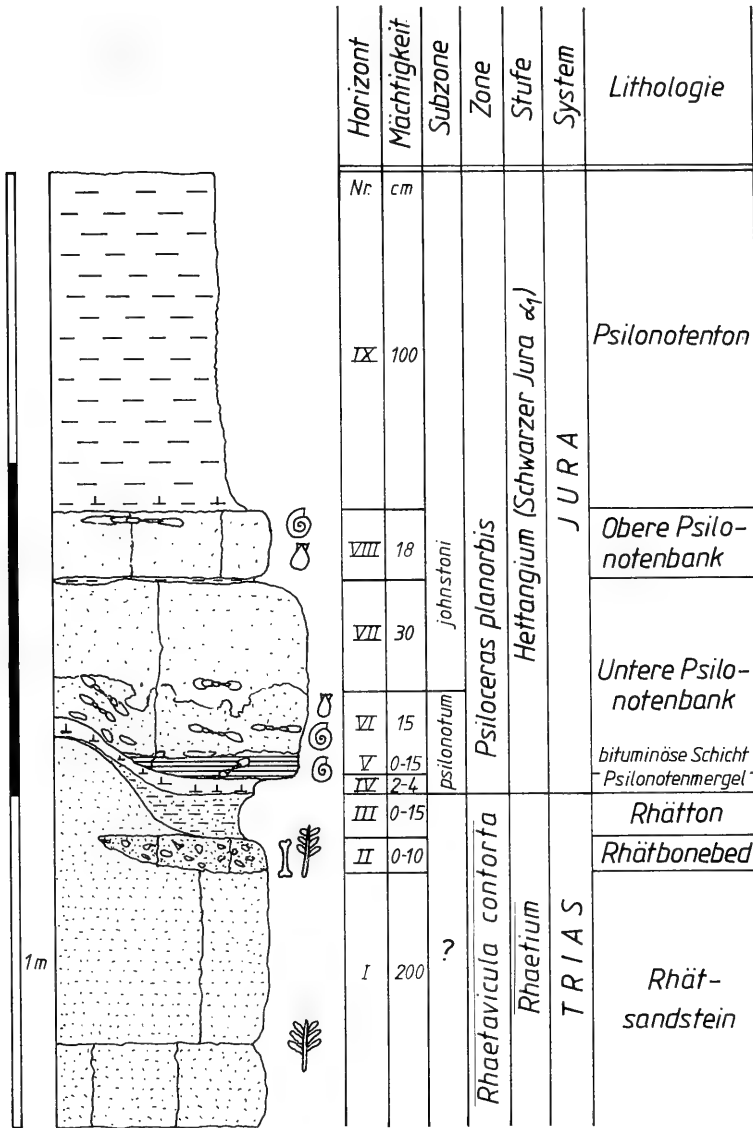 Horizont
Mächtigkeit
Subzone
Zone
Stufe
System
Lithologie
Nr. cm
IX 100
Psilonotenton
VIII 18
Obere Psilo-
notenbank
VII 30
johnstoni
Untere Psilo-
notenbank
VI 15
psilonotum
V 0-15
bituminöse Schicht
IV 2-4
Psilonotenmergel
Psiloceras planorbis
Hettangium (Schwarzer Jura α1)
JURA
III 0-15
Rhätton
II 0-10
Rhätbonebed
I 200
?
Rhaetavicula contorta
Rhaetium
TRIAS
Rhät-
sandstein
1m